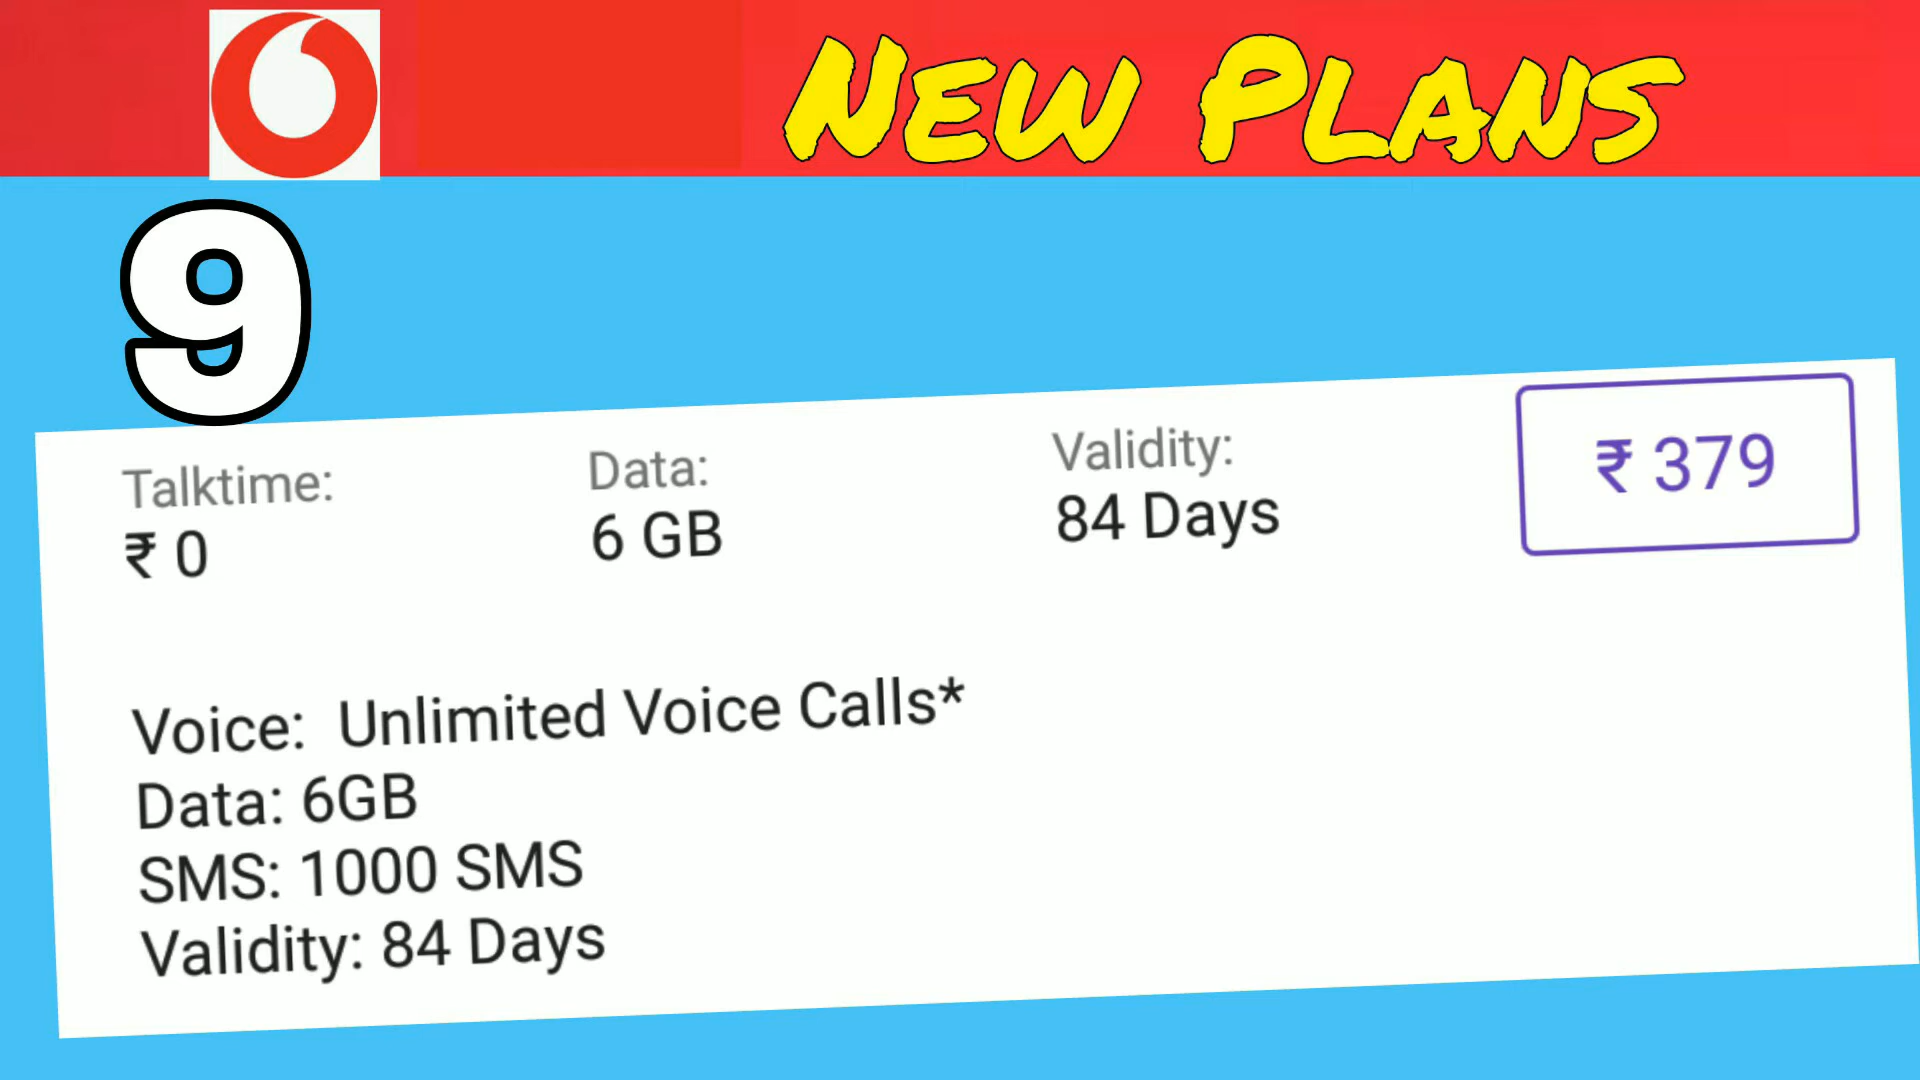 New Plans
9
Talktime:
₹ 0
Data:
6 GB
Validity:
84 Days
₹ 379
Voice:  Unlimited Voice Calls*
Data: 6GB
SMS: 1000 SMS
Validity: 84 Days